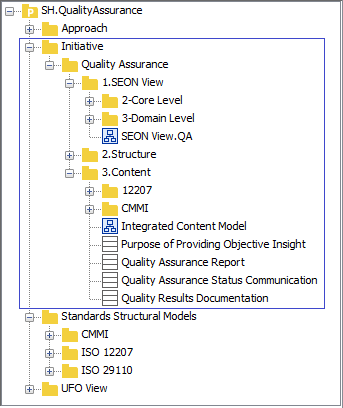 SH.QualityAssurance
Approach
Initiative
Quality Assurance
1.SEON View
2-Core Level
3-Domain Level
SEON View.QA
2.Structure
3.Content
12207
CMMI
Integrated Content Model
Purpose of Providing Objective Insight
Quality Assurance Report
Quality Assurance Status Communication
Quality Results Documentation
Standards Structural Models
CMMI
ISO 12207
ISO 29110
UFO View